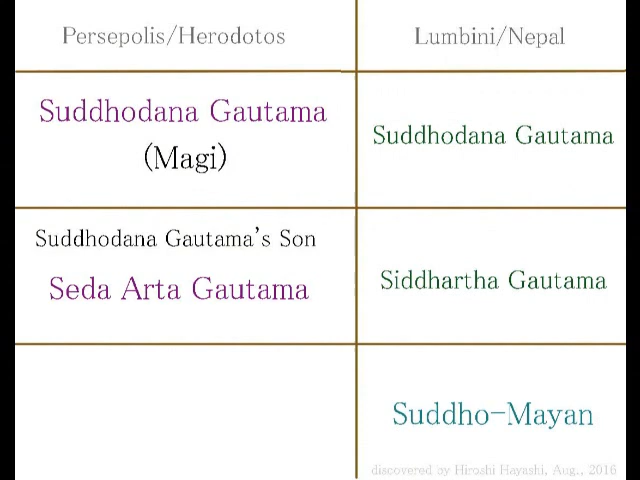 Persepolis/Herodotos
Lumbini/Nepal
Suddhodana Gautama
(Magi)
Suddhodana Gautama
Suddhodana Gautama's Son
Seda Arta Gautama
Siddhartha Gautama
Suddho-Mayan
discovered by Hiroshi Hayashi, Aug., 2016